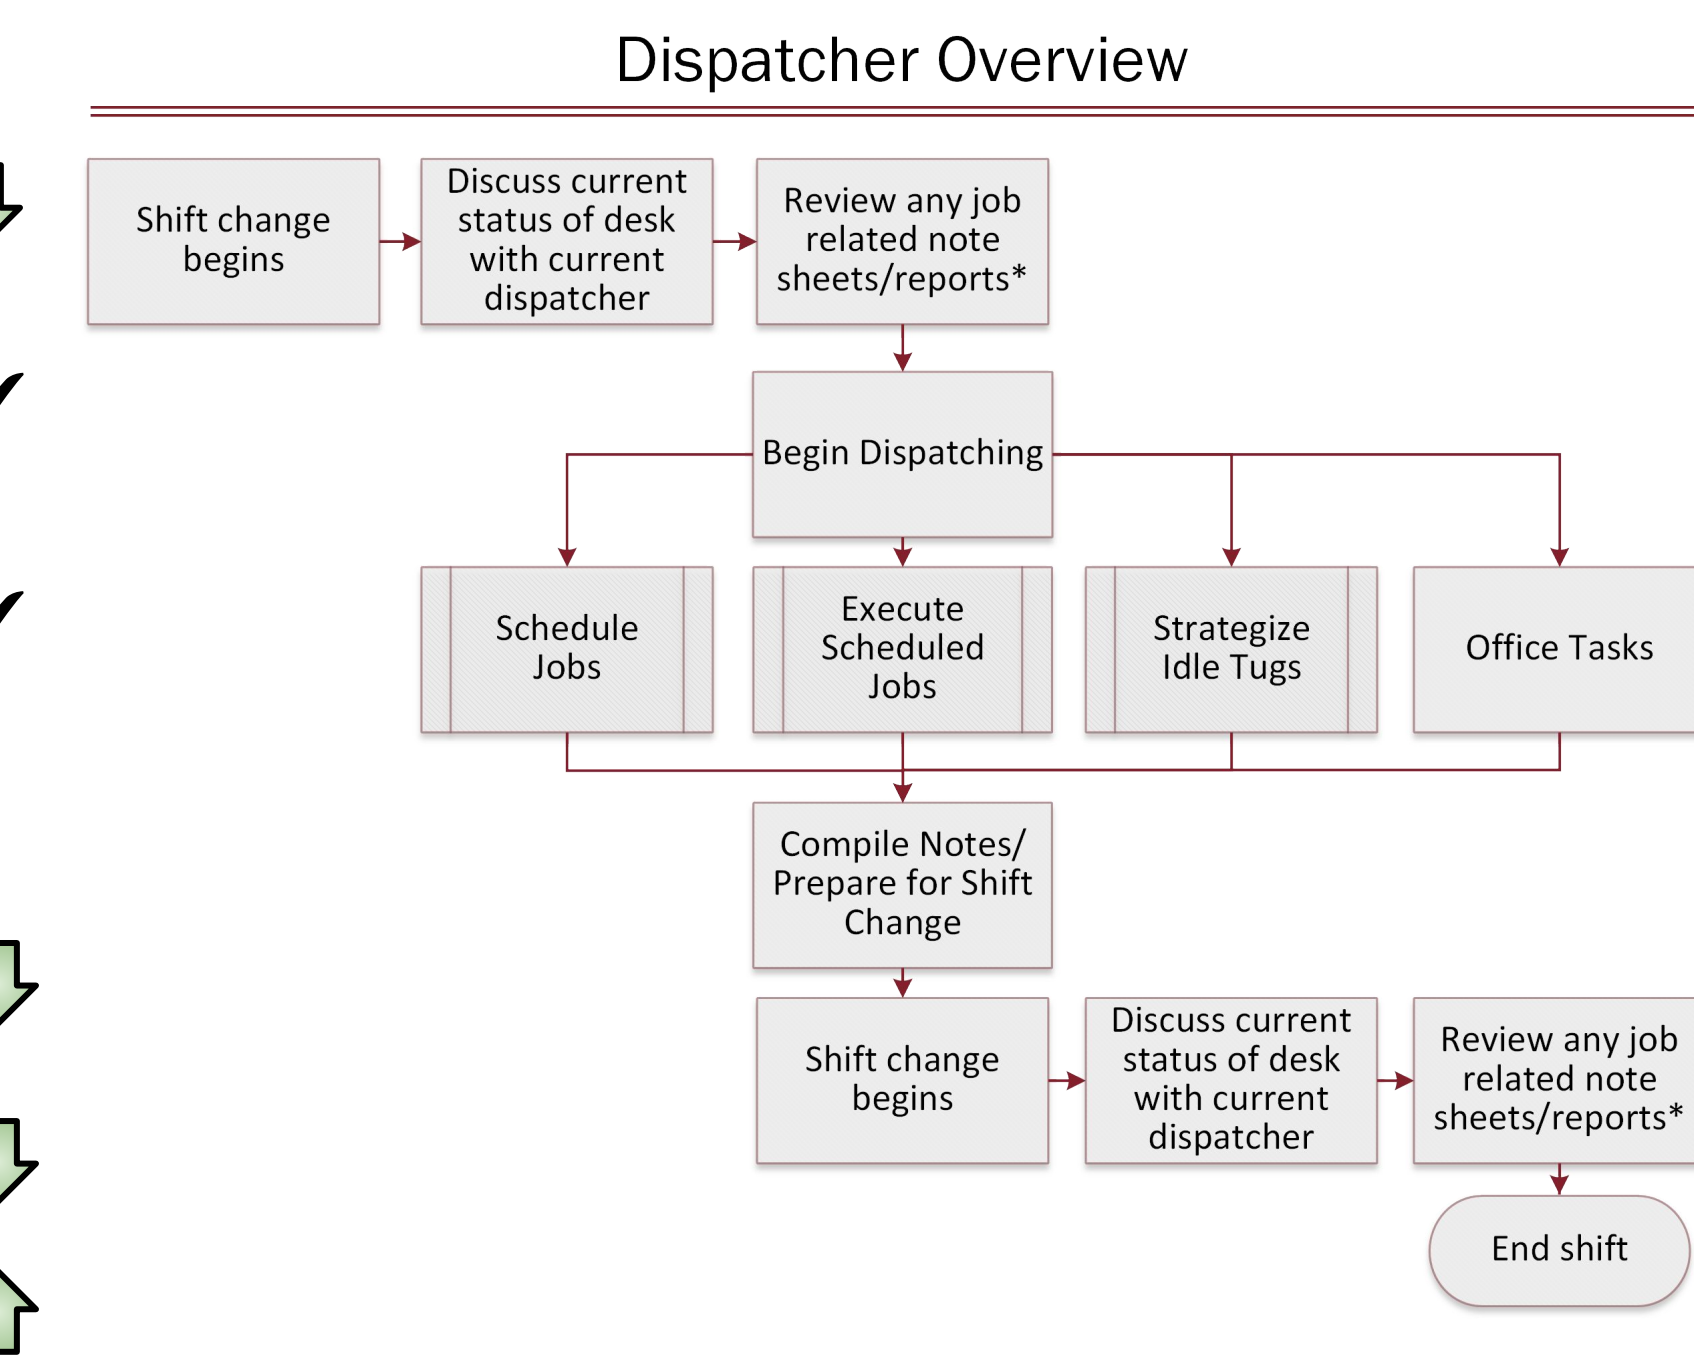 Dispatcher Overview
Shift change
begins
Discuss current
status of desk
with current
dispatcher
Review any job
related note
sheets/reports*
Begin Dispatching
Schedule
Jobs
Execute
Scheduled
Jobs
Strategize
Idle Tugs
Office Tasks
Compile Notes/
Prepare for Shift
Change
Shift change
begins
Discuss current
status of desk
with current
dispatcher
Review any job
related note
sheets/reports*
End shift